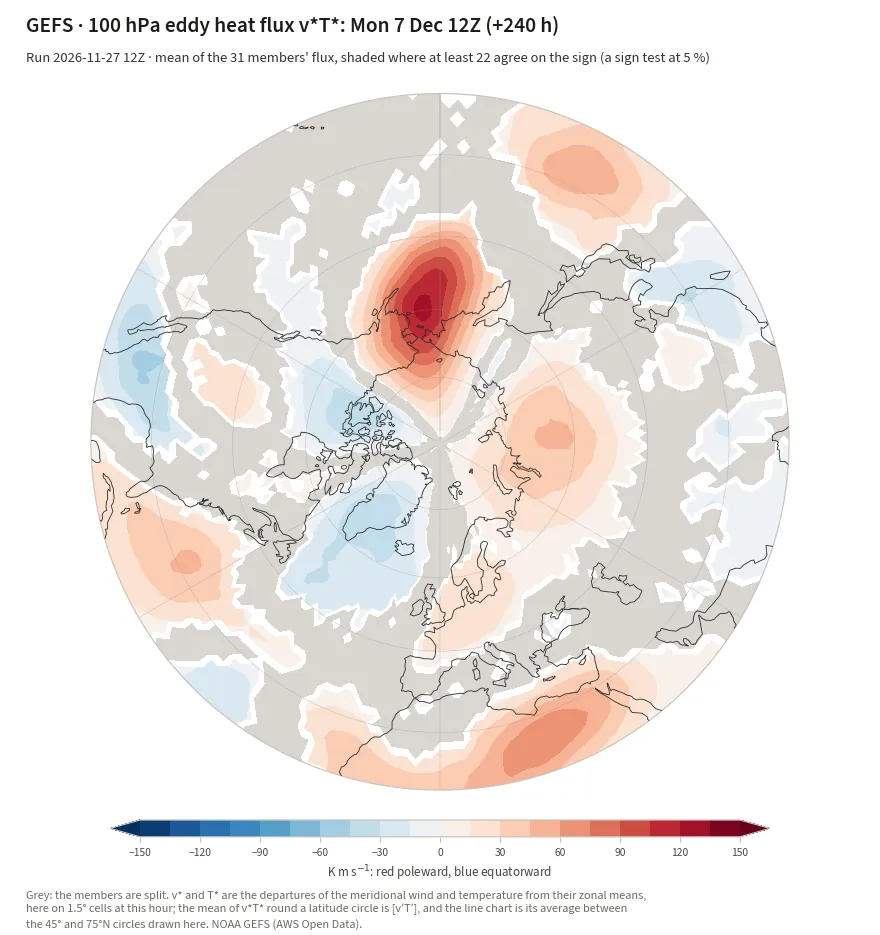 GEFS · 100 hPa eddy heat flux v*T*: Mon 7 Dec 12Z (+240 h)
Run 2026-11-27 12Z · mean of the 31 members' flux, shaded where at least 22 agree on the sign (a sign test at 5 %)
−150 −120 −90 −60 −30 0 30 60 90 120 150
K m s⁻¹: red poleward, blue equatorward
Grey: the members are split. v* and T* are the departures of the meridional wind and temperature from their zonal means,
here on 1.5° cells at this hour; the mean of v*T* round a latitude circle is [v′T′], and the line chart is its average between
the 45° and 75°N circles drawn here. NOAA GEFS (AWS Open Data).